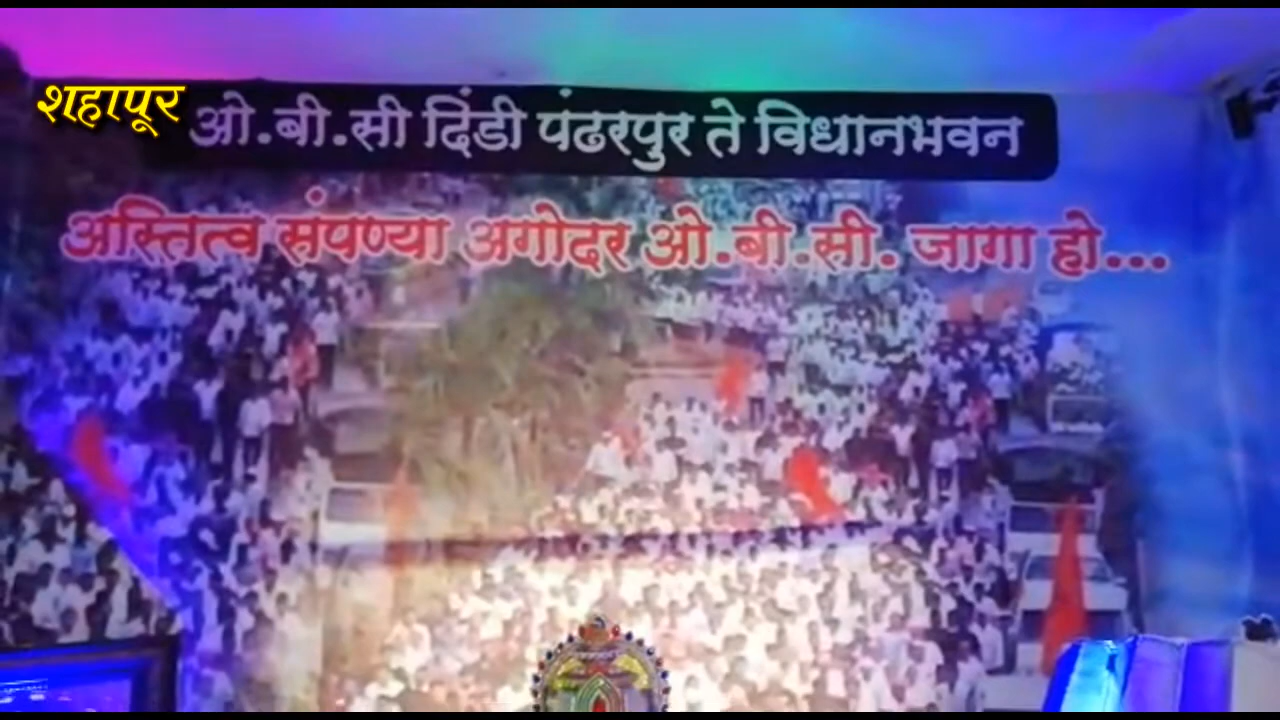 शहापूर
ओ.बी.सी दिंडी पंढरपुर ते विधानभवन
अस्तित्व संपण्या अगोदर ओ.बी.सी. जागा हो...